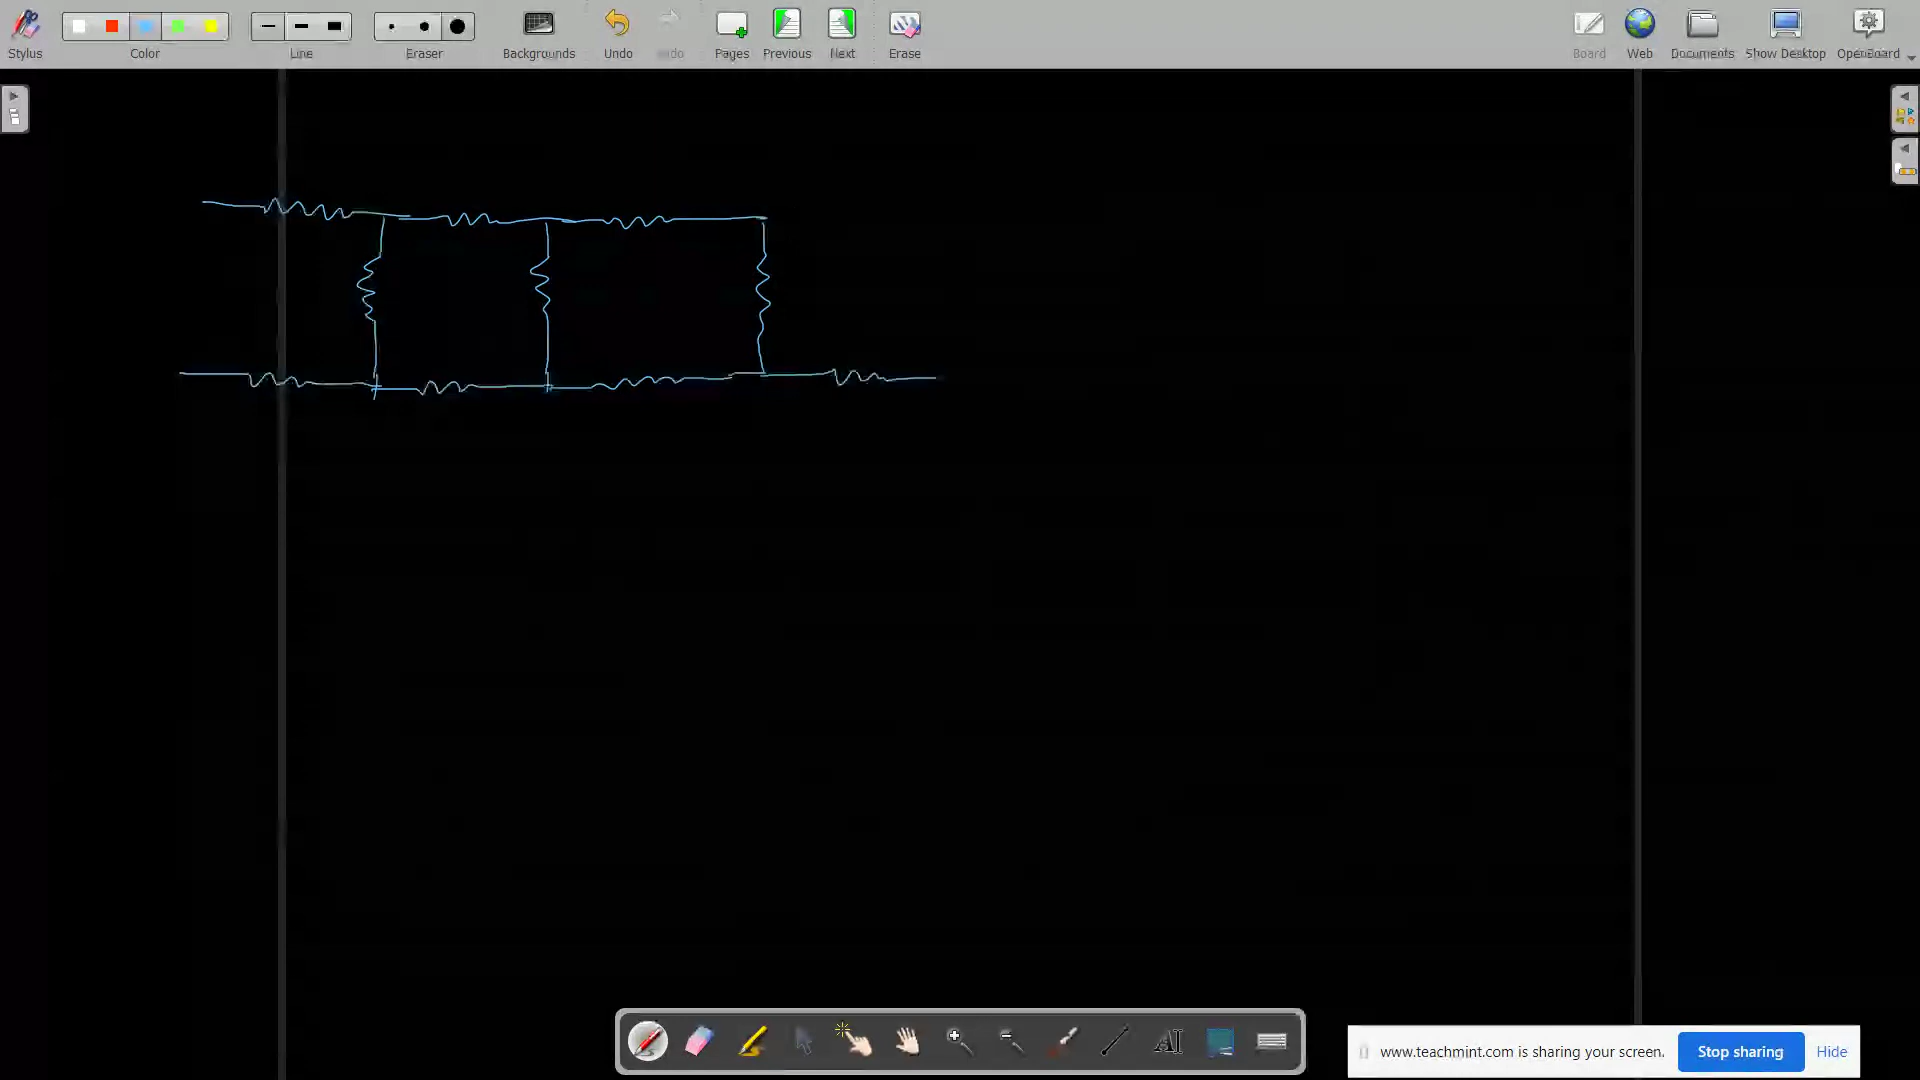 Stylus
Color
Line
Eraser
Backgrounds
Undo
Redo
Pages
Previous
Next
Erase
Board
Web
Documents
Show Desktop
OpenBoard
AI
www.teachmint.com is sharing your screen.
Stop sharing
Hide